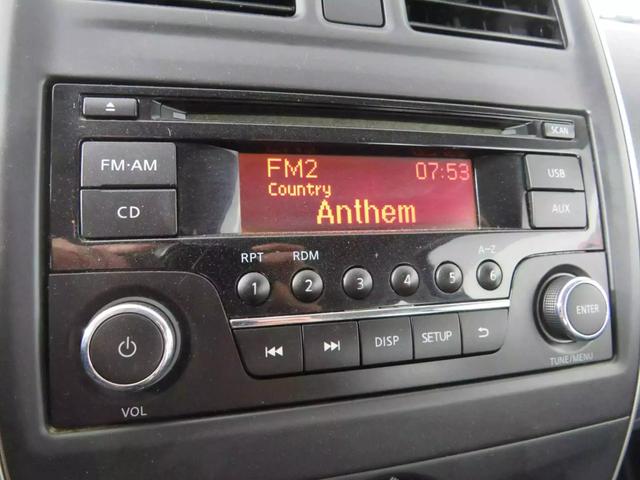 SCAN
FM·AM
CD
FM2 07:53
Country
Anthem
USB
AUX
RPT RDM A-Z
1 2 3 4 5 6
DISP SETUP
ENTER
TUNE/MENU
VOL